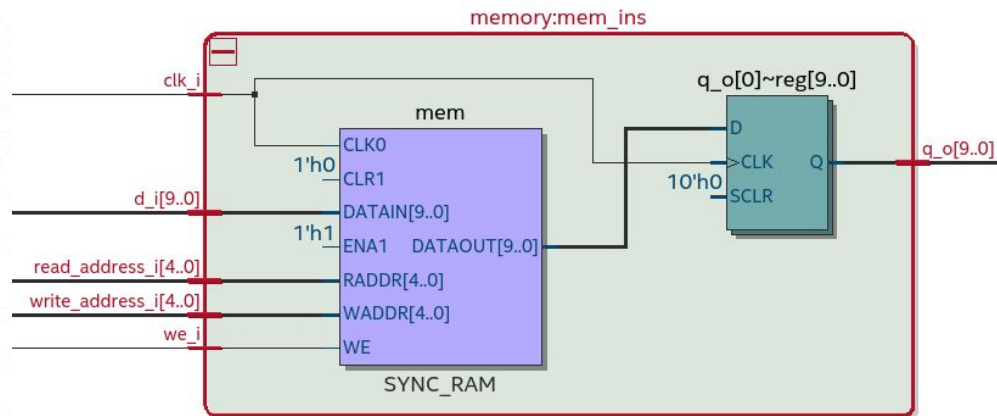 memory:mem_ins
clk_i
q_o[0]~reg[9..0]
mem
D
CLK0
1'h0
CLR1
CLK
Q
q_o[9..0]
10'h0
SCLR
d_i[9..0]
DATAIN[9..0]
1'h1
ENA1
DATAOUT[9..0]
read_address_i[4..0]
RADDR[4..0]
write_address_i[4..0]
WADDR[4..0]
we_i
WE
SYNC_RAM